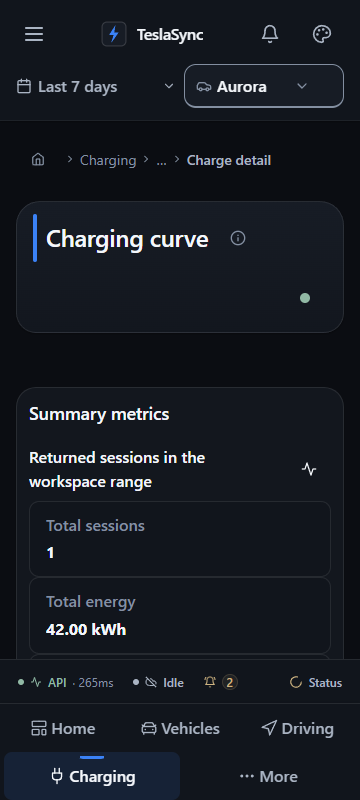 TeslaSync
Last 7 days
Aurora
Charging ... Charge detail
Charging curve
Summary metrics
Returned sessions in the
workspace range
Total sessions
1
Total energy
42.00 kWh
API · 265ms Idle 2 Status
Home Vehicles Driving
Charging More